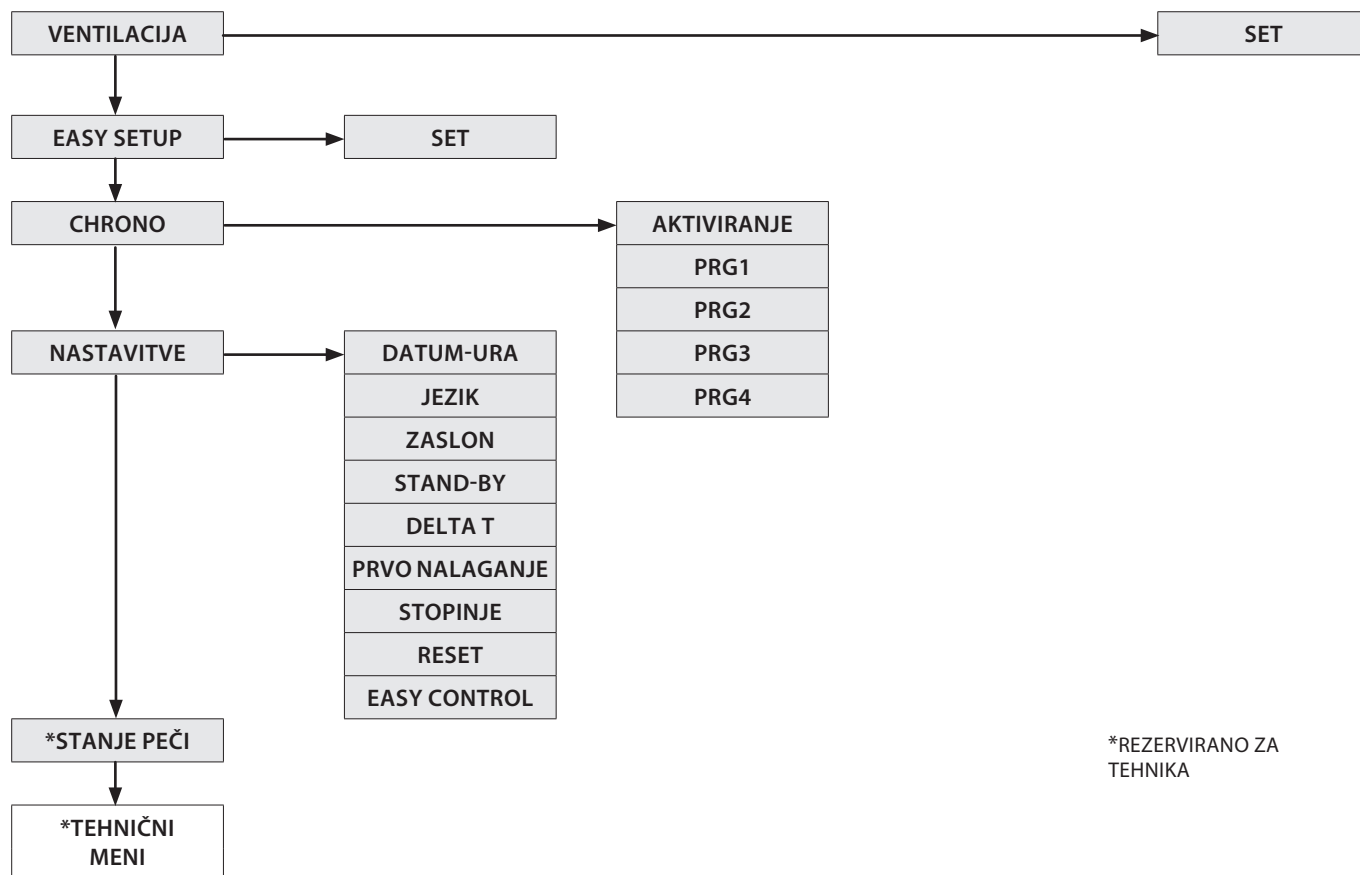 VENTILACIJA
SET
EASY SETUP
SET
CHRONO
AKTIVIRANJE
PRG1
PRG2
PRG3
PRG4
NASTAVITVE
DATUM-URA
JEZIK
ZASLON
STAND-BY
DELTA T
PRVO NALAGANJE
STOPINJE
RESET
EASY CONTROL
*STANJE PEČI
*TEHNIČNI
MENI
*REZERVIRANO ZA
TEHNIKA